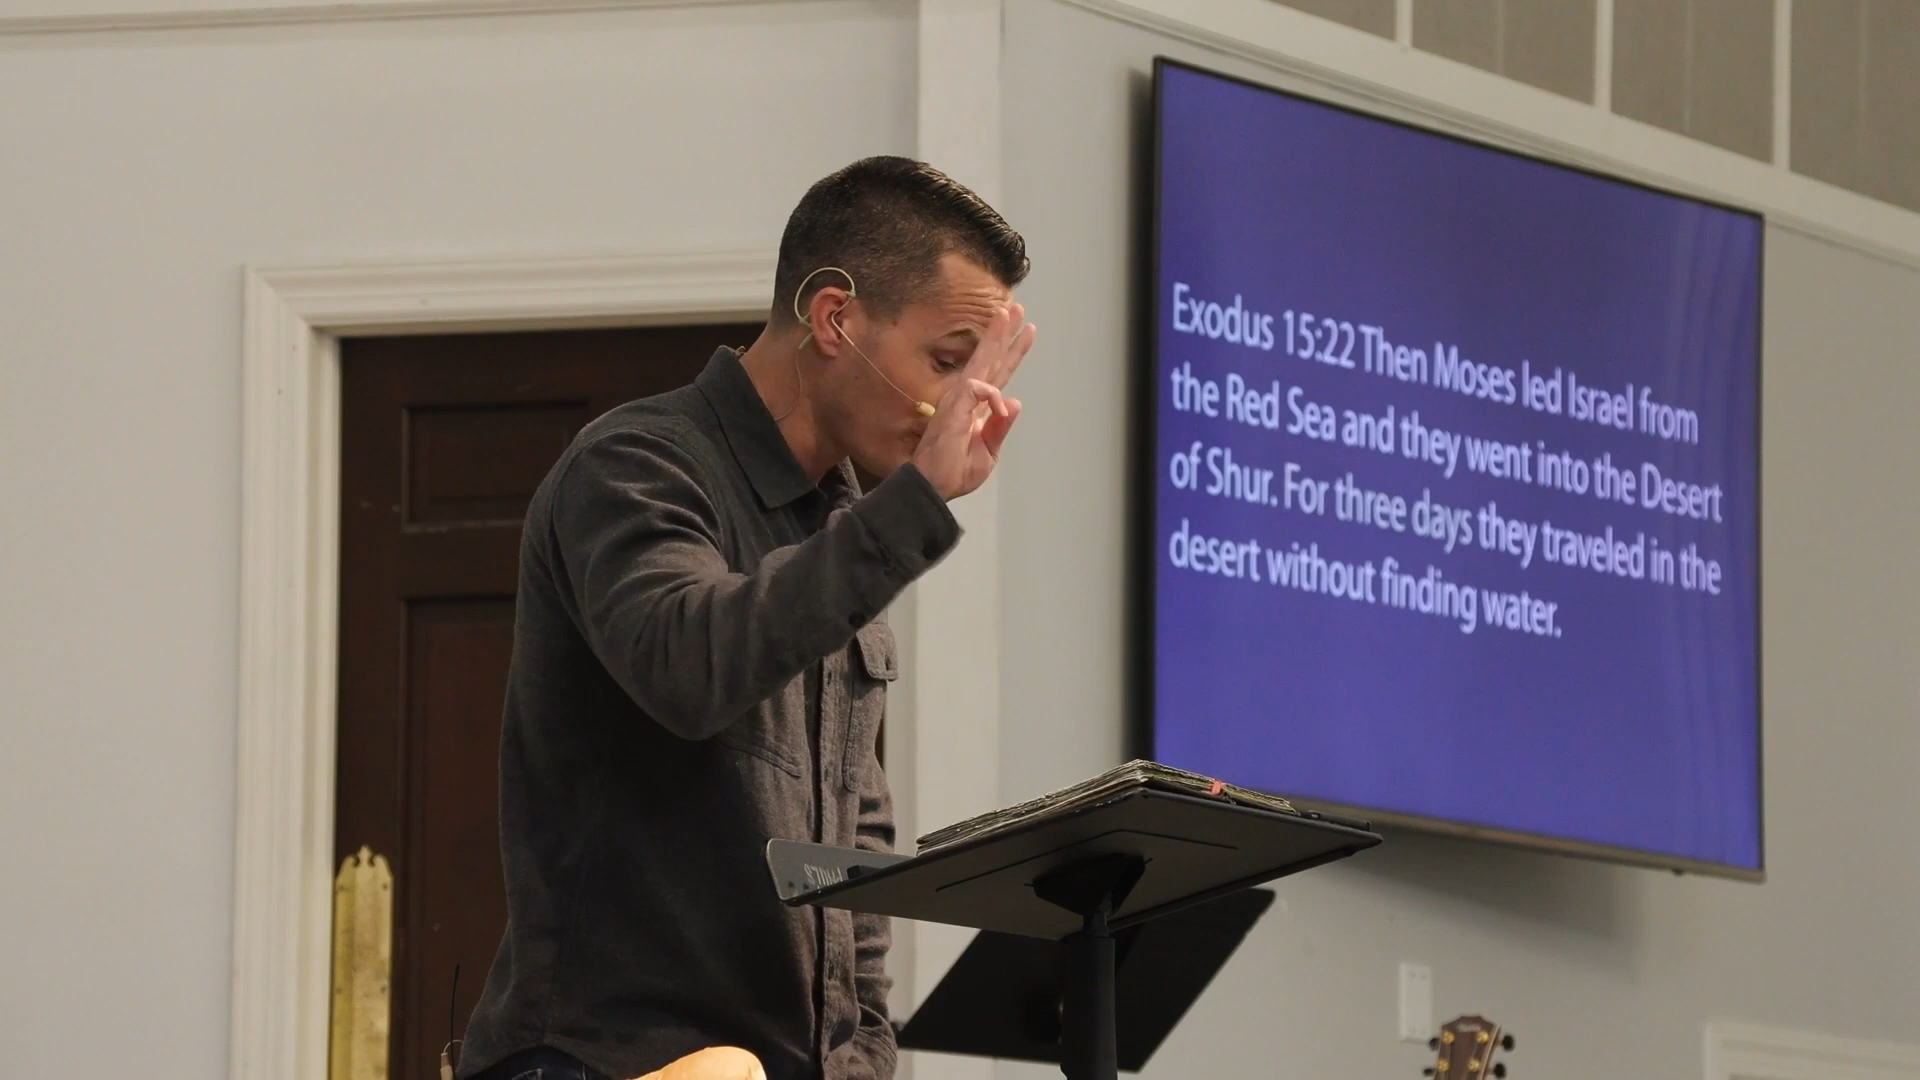 Exodus 15:22 Then Moses led Israel from
the Red Sea and they went into the Desert
of Shur. For three days they traveled in the
desert without finding water.